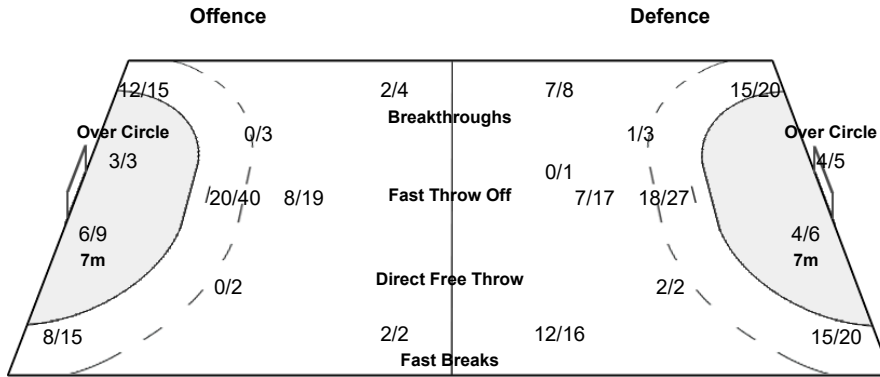 Offence Defence
12/15 2/4 7/8 15/20
Breakthroughs
Over Circle 0/3 1/3 Over Circle
3/3 0/1 4/5
20/40 8/19 Fast Throw Off 7/17 18/27
6/9 4/6
7m 7m
0/2 Direct Free Throw 2/2
8/15 2/2 12/16 15/20
Fast Breaks